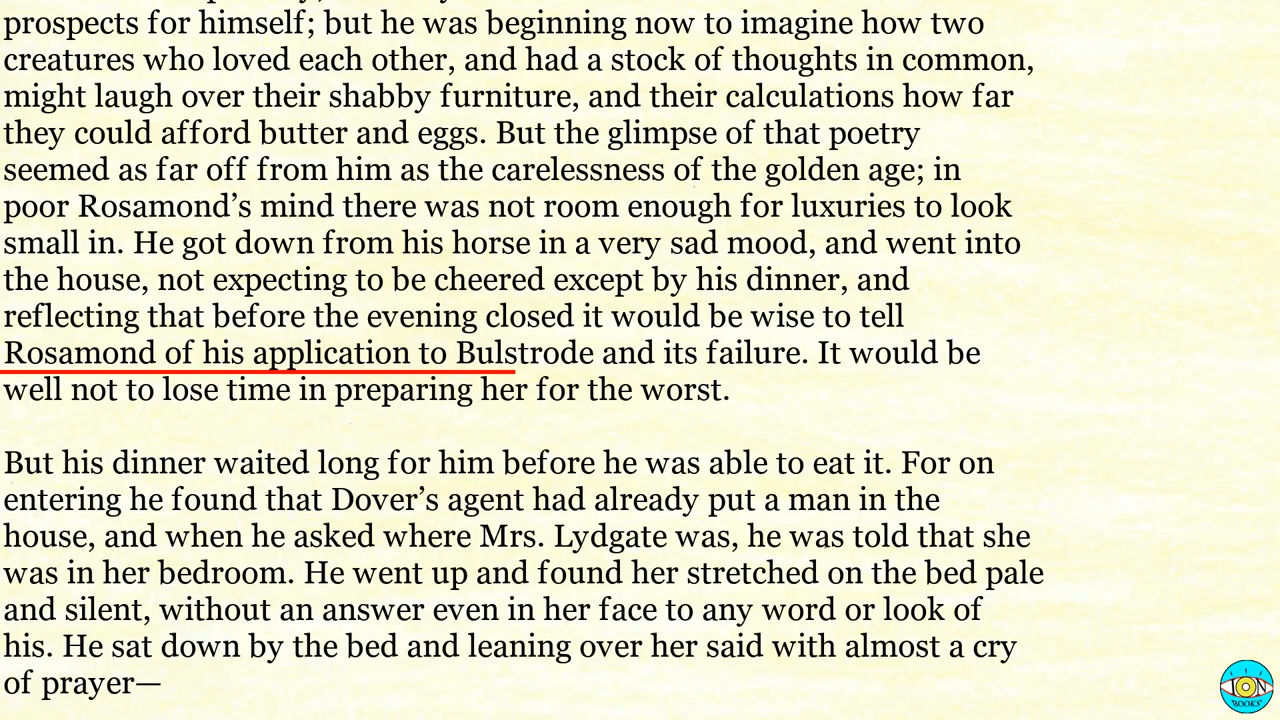 prospects for himself; but he was beginning now to imagine how two
creatures who loved each other, and had a stock of thoughts in common,
might laugh over their shabby furniture, and their calculations how far
they could afford butter and eggs. But the glimpse of that poetry
seemed as far off from him as the carelessness of the golden age; in
poor Rosamond’s mind there was not room enough for luxuries to look
small in. He got down from his horse in a very sad mood, and went into
the house, not expecting to be cheered except by his dinner, and
reflecting that before the evening closed it would be wise to tell
Rosamond of his application to Bulstrode and its failure. It would be
well not to lose time in preparing her for the worst.
But his dinner waited long for him before he was able to eat it. For on
entering he found that Dover’s agent had already put a man in the
house, and when he asked where Mrs. Lydgate was, he was told that she
was in her bedroom. He went up and found her stretched on the bed pale
and silent, without an answer even in her face to any word or look of
his. He sat down by the bed and leaning over her said with almost a cry
of prayer—
ION
BOOKS